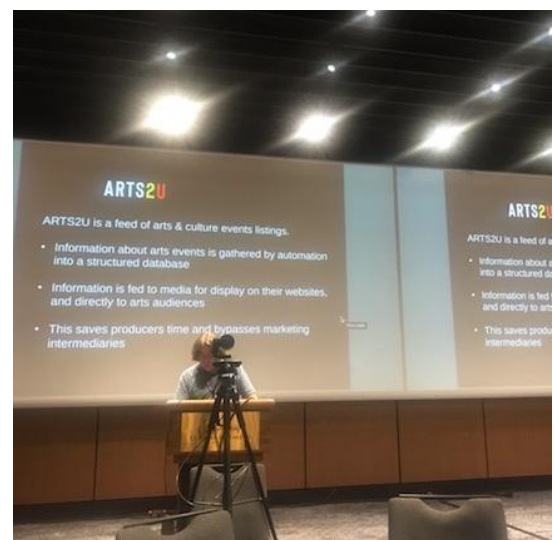 ARTS2U
ARTS2U is a feed of arts & culture events listings.
• Information about arts events is gathered by automation
into a structured database
• Information is fed to media for display on their websites,
and directly to arts audiences
• This saves producers time and bypasses marketing
intermediaries
ARTS2U
ARTS2U is a feed of a
• Information about a
into a structured
• Information is fed
and directly to arts
• This saves produ
intermediaries